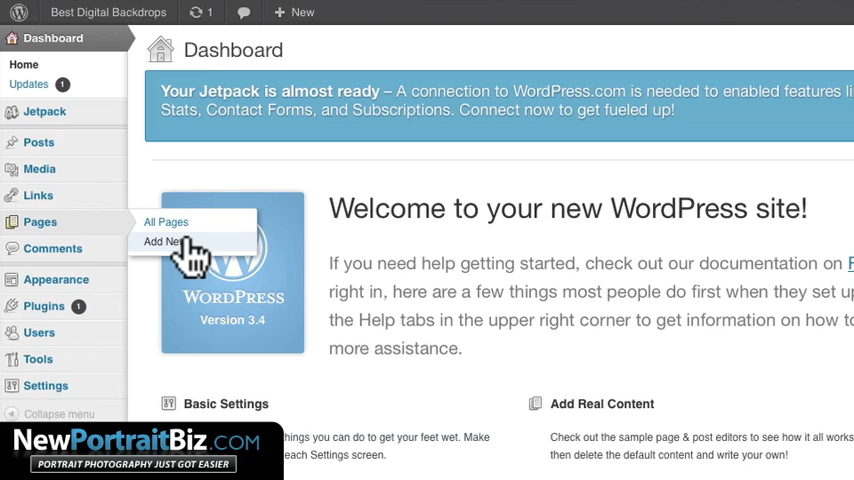 Best Digital Backdrops
1
New
Dashboard
Home
Updates 1
Jetpack
Posts
Media
Links
Pages
Comments
Appearance
Plugins 1
Users
Tools
Settings
Collapse menu
All Pages
Add
Dashboard
Your Jetpack is almost ready – A connection to WordPress.com is needed to enabled features
Stats, Contact Forms, and Subscriptions. Connect now to get fueled up!
WORDPRESS
Version 3.4
Welcome to your new WordPress site!
If you need help getting started, check out our documentation on
right in, here are a few things most people do first when they set
the Help tabs in the upper right corner to get information on how to
more assistance.
Basic Settings
things you can do to get your feet wet. Make
each Settings screen.
Add Real Content
Check out the sample page & post editors to see how it all works
then delete the default content and write your own!
NewPortraitBiz.COM
PORTRAIT PHOTOGRAPHY JUST GOT EASIER